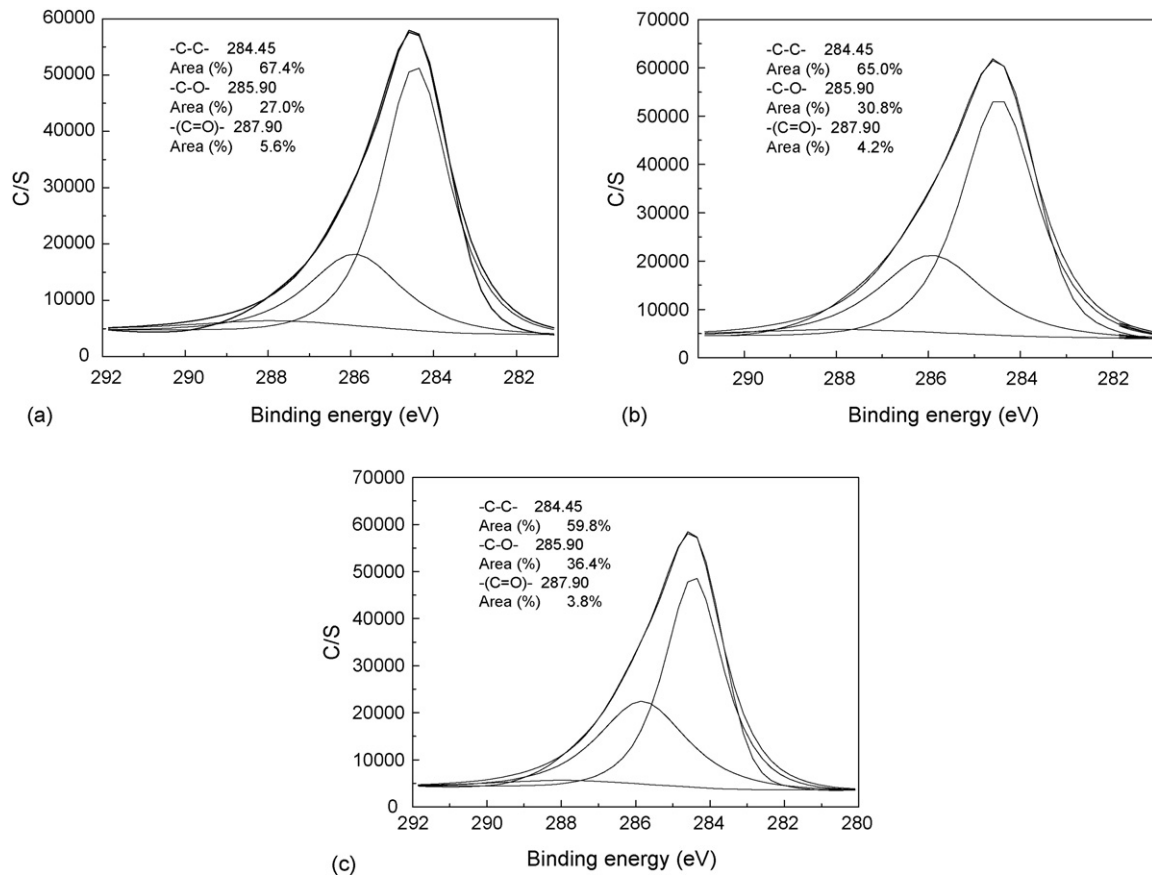 60000
50000
40000
30000
20000
10000
0
C/S
-C-C- 284.45
Area (%) 67.4%
-C-O- 285.90
Area (%) 27.0%
-(C=O)- 287.90
Area (%) 5.6%
292 290 288 286 284 282
Binding energy (eV)
(a)
70000
60000
50000
40000
30000
20000
10000
0
C/S
-C-C- 284.45
Area (%) 65.0%
-C-O- 285.90
Area (%) 30.8%
-(C=O)- 287.90
Area (%) 4.2%
290 288 286 284 282
Binding energy (eV)
(b)
70000
60000
50000
40000
30000
20000
10000
0
C/S
-C-C- 284.45
Area (%) 59.8%
-C-O- 285.90
Area (%) 36.4%
-(C=O)- 287.90
Area (%) 3.8%
292 290 288 286 284 282 280
Binding energy (eV)
(c)